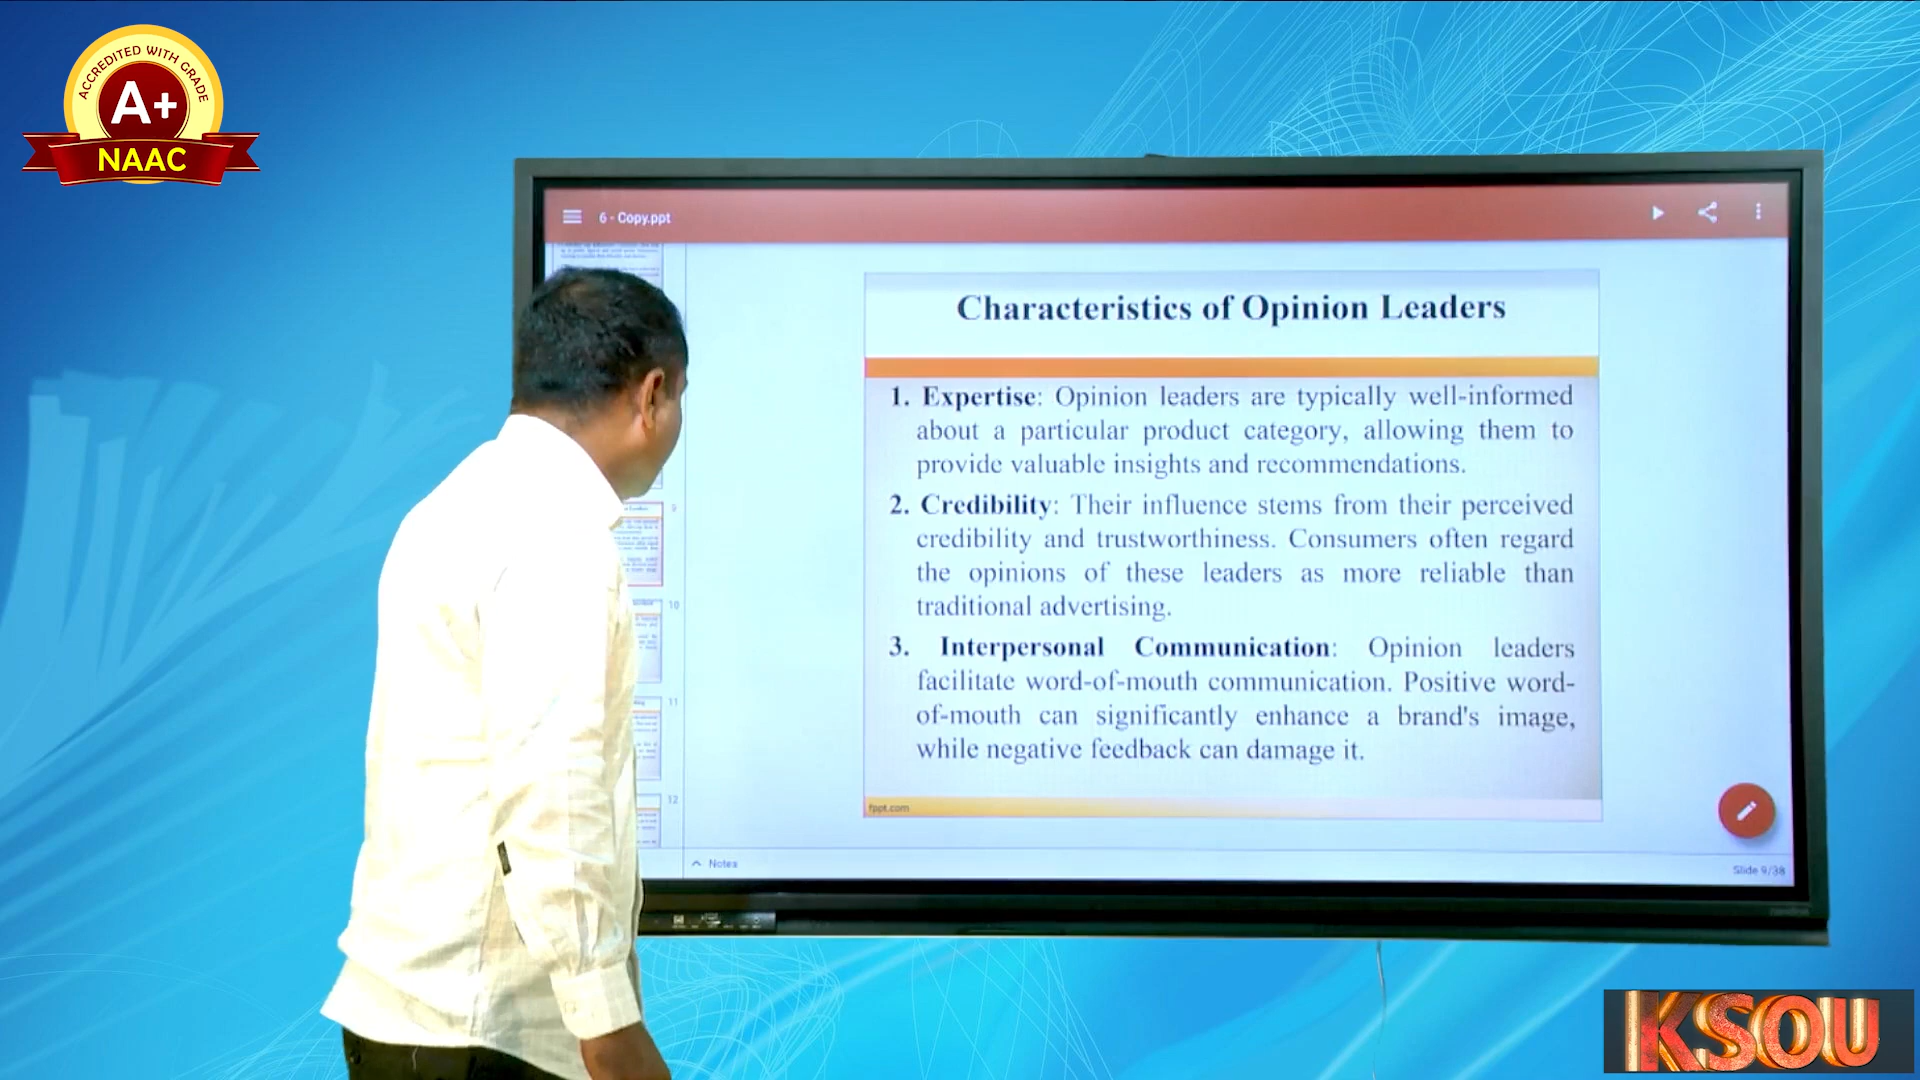 ACCREDITED WITH GRADE
A+
NAAC
6 - Copy.ppt
Characteristics of Opinion Leaders
1. Expertise: Opinion leaders are typically well-informed
about a particular product category, allowing them to
provide valuable insights and recommendations.
2. Credibility: Their influence stems from their perceived
credibility and trustworthiness. Consumers often regard
the opinions of these leaders as more reliable than
traditional advertising.
3. Interpersonal Communication: Opinion leaders
facilitate word-of-mouth communication. Positive word-
of-mouth can significantly enhance a brand's image,
while negative feedback can damage it.
fppt.com
9
10
11
12
Notes
Slide 9/38
KSOU